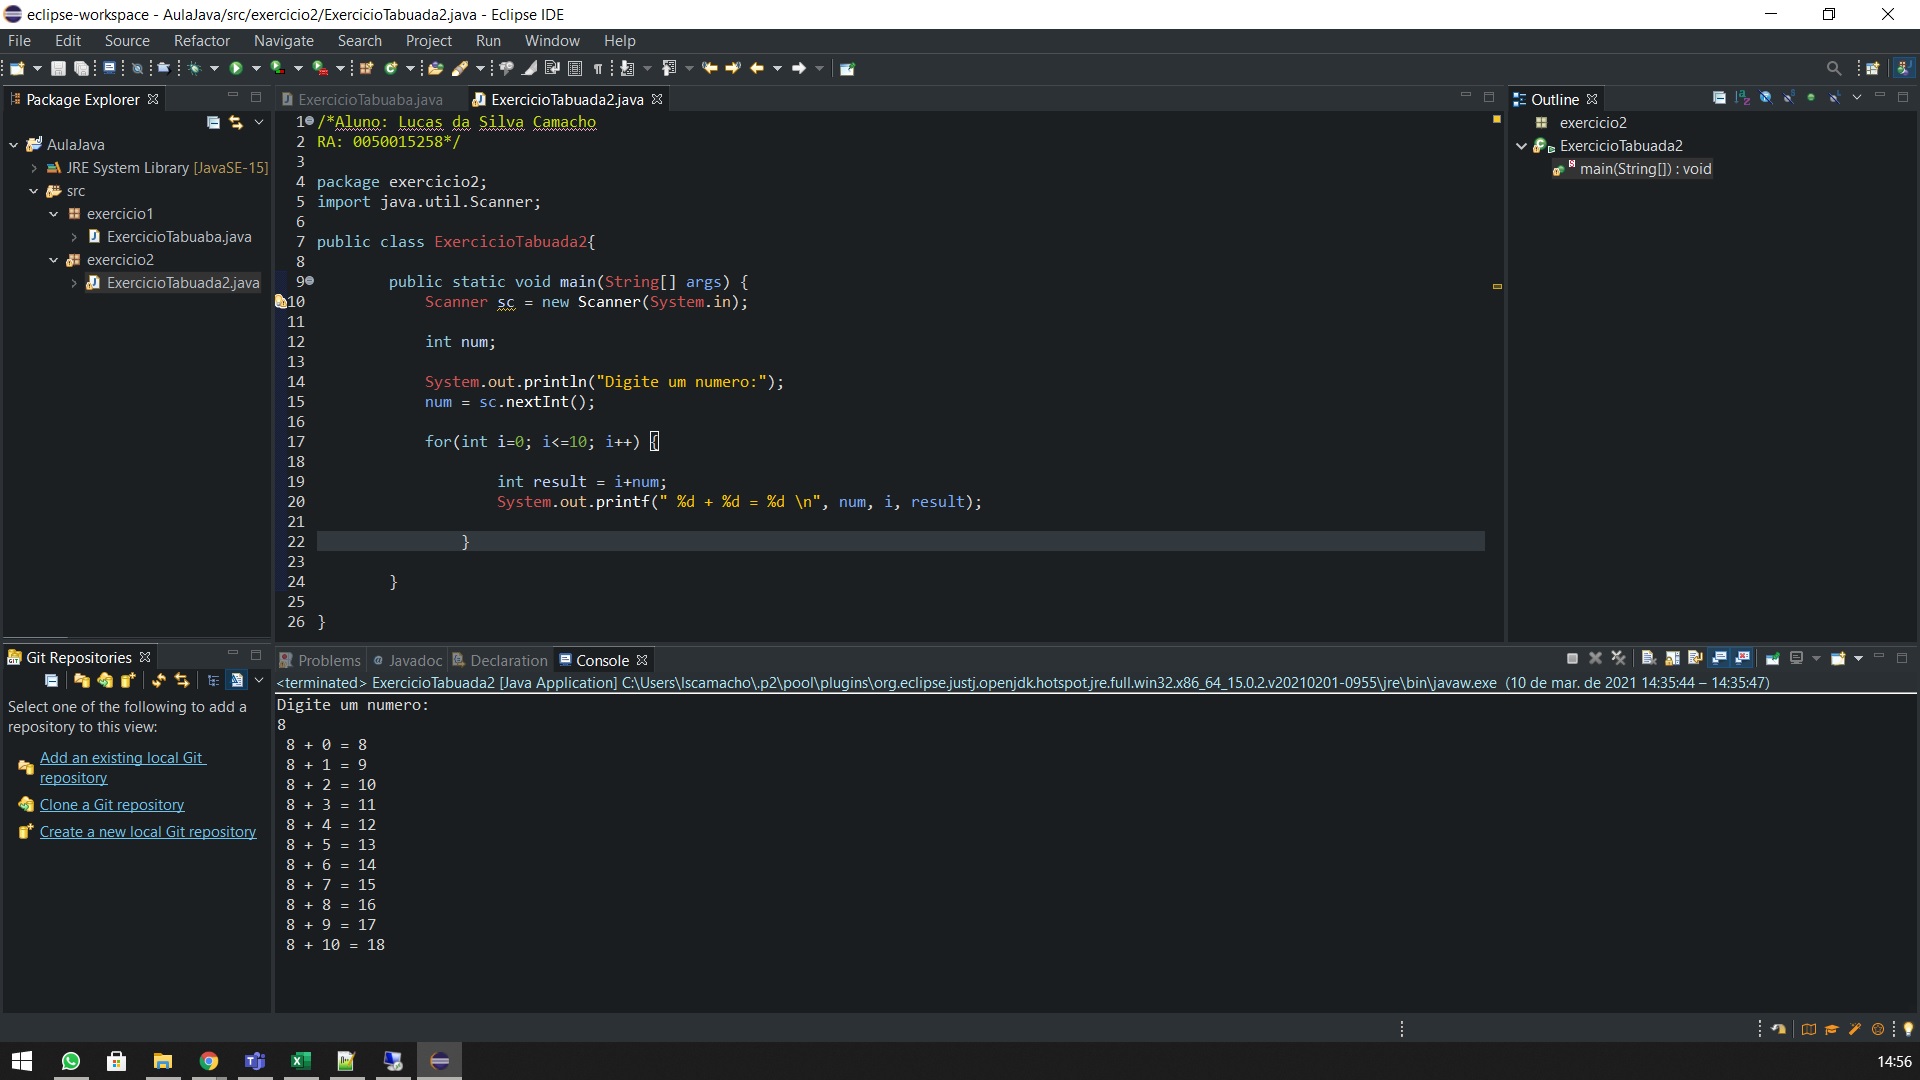 eclipse-workspace - AulaJava/src/exercicio2/ExercicioTabuada2.java - Eclipse IDE
File Edit Source Refactor Navigate Search Project Run Window Help
Package Explorer
AulaJava
JRE System Library [JavaSE-15]
src
exercicio1
ExercicioTabuaba.java
exercicio2
ExercicioTabuada2.java
ExercicioTabuaba.java ExercicioTabuada2.java
1 /*Aluno: Lucas da Silva Camacho
2 RA: 0050015258*/
3
4 package exercicio2;
5 import java.util.Scanner;
6
7 public class ExercicioTabuada2{
8
9 public static void main(String[] args) {
10 Scanner sc = new Scanner(System.in);
11
12 int num;
13
14 System.out.println("Digite um numero:");
15 num = sc.nextInt();
16
17 for(int i=0; i<=10; i++) {
18
19 int result = i+num;
20 System.out.printf(" %d + %d = %d \n", num, i, result);
21
22 }
23
24 }
25
26 }
Outline
exercicio2
ExercicioTabuada2
main(String[]) : void
Git Repositories
Select one of the following to add a
repository to this view:
Add an existing local Git
repository
Clone a Git repository
Create a new local Git repository
Problems Javadoc Declaration Console
<terminated> ExercicioTabuada2 [Java Application] C:\Users\lscamacho\.p2\pool\plugins\org.eclipse.justj.openjdk.hotspot.jre.full.win32.x86_64_15.0.2.v20210201-0955\jre\bin\javaw.exe (10 de mar. de 2021 14:35:44 – 14:35:47)
Digite um numero:
8
8 + 0 = 8
8 + 1 = 9
8 + 2 = 10
8 + 3 = 11
8 + 4 = 12
8 + 5 = 13
8 + 6 = 14
8 + 7 = 15
8 + 8 = 16
8 + 9 = 17
8 + 10 = 18
14:56